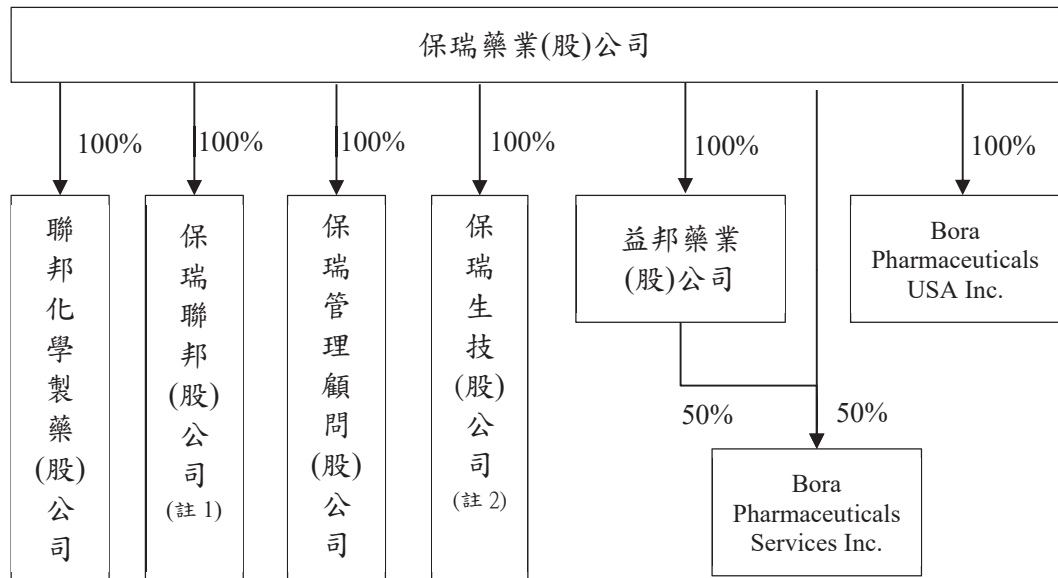 保瑞藥業(股)公司
100%
100%
100%
100%
100%
100%
聯邦化學製藥(股)公司
保瑞聯邦(股)公司
(註 1)
保瑞管理顧問(股)公司
保瑞生技(股)公司
(註 2)
益邦藥業
(股)公司
Bora
Pharmaceuticals
USA Inc.
50%
50%
Bora
Pharmaceuticals
Services Inc.